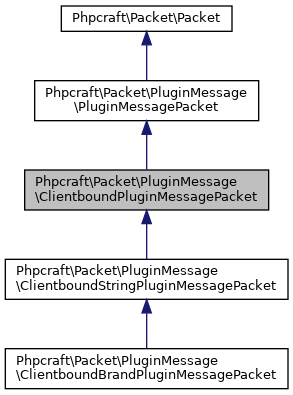 Phpcraft\Packet\Packet
Phpcraft\Packet\PluginMessage
\PluginMessagePacket
Phpcraft\Packet\PluginMessage
\ClientboundPluginMessagePacket
Phpcraft\Packet\PluginMessage
\ClientboundStringPluginMessagePacket
Phpcraft\Packet\PluginMessage
\ClientboundBrandPluginMessagePacket